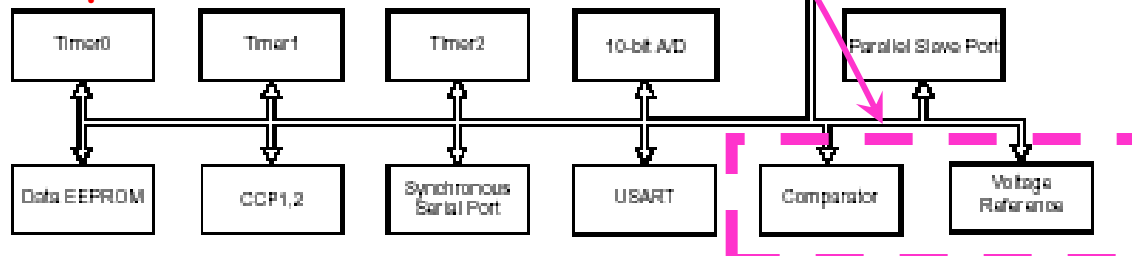 Timer0
Timer1
Timer2
10-bit A/D
Parallel Slave Port
Data EEPROM
CCP1,2
Synchronous
Serial Port
USART
Comparator
Voltage
Reference